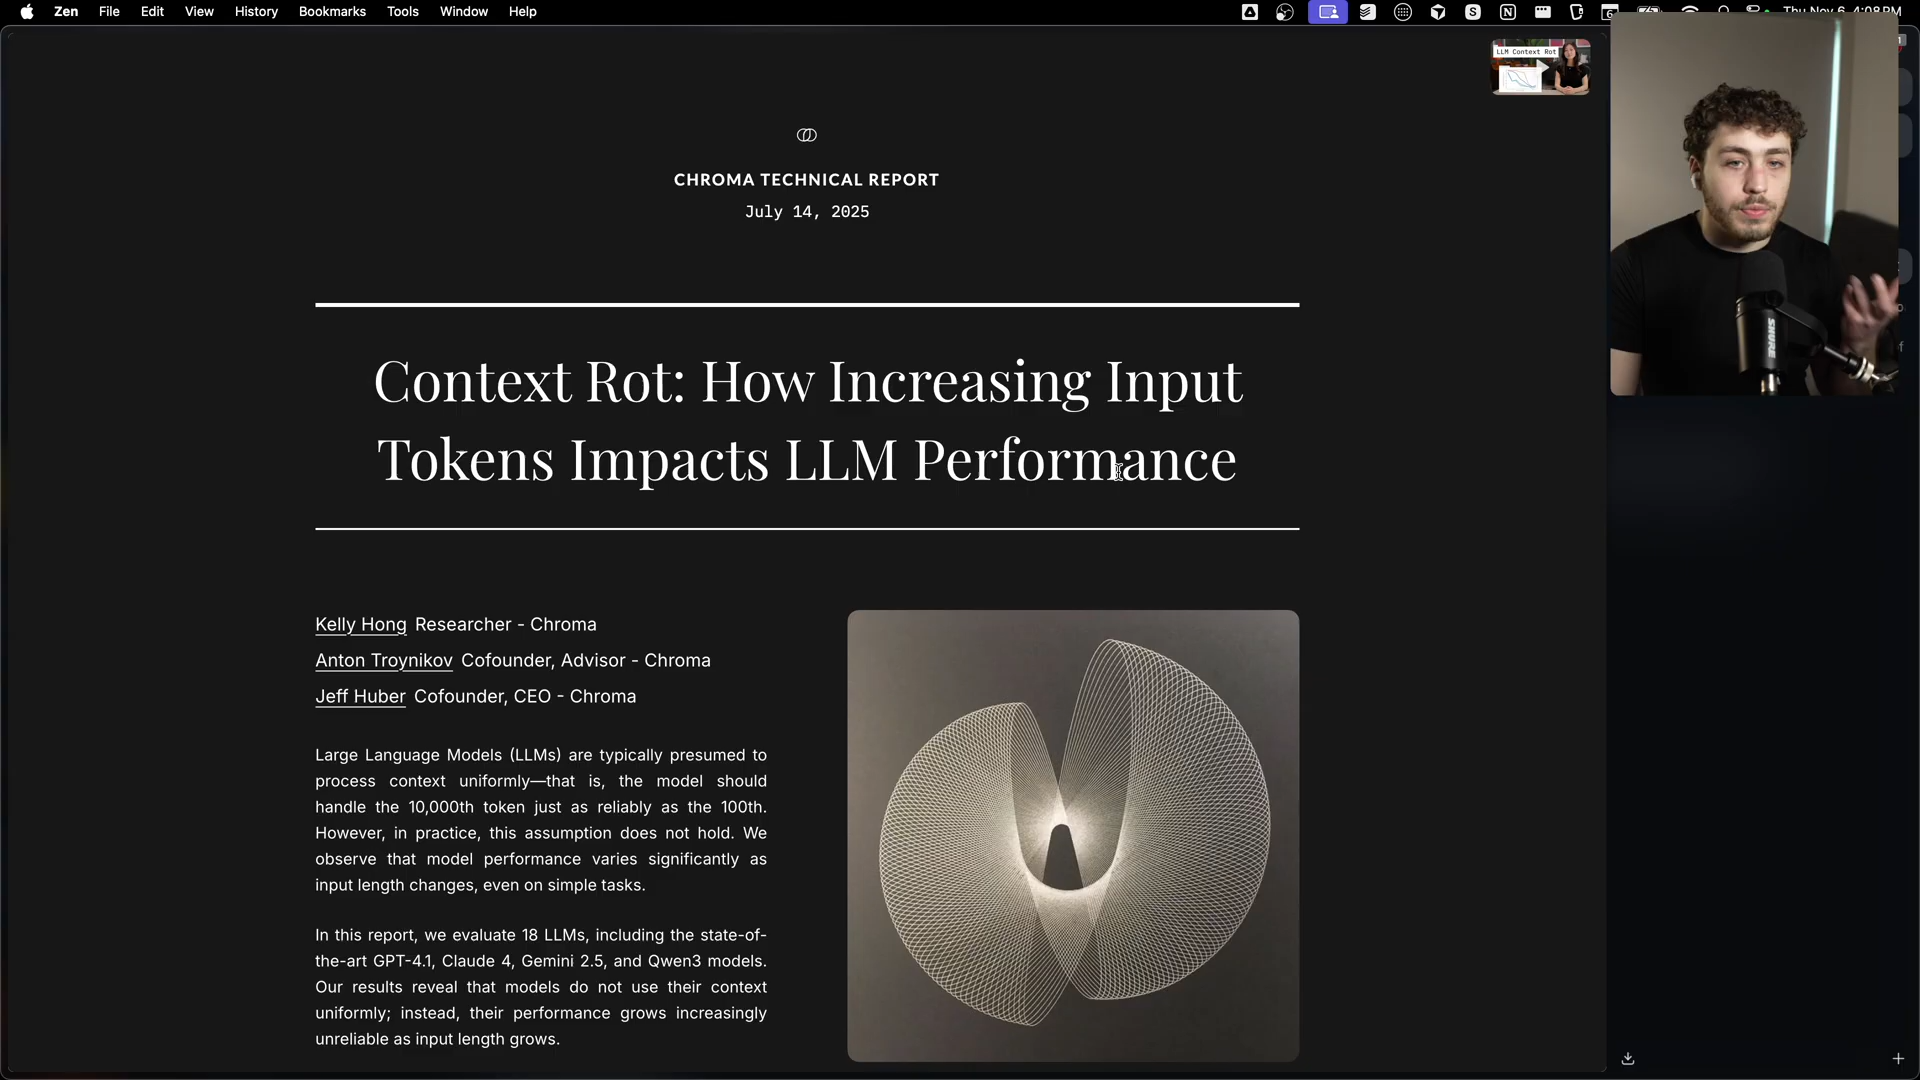 Zen File Edit View History Bookmarks Tools Window Help
Thu Nov 6 4:08 PM
LLM Context Rot
CHROMA TECHNICAL REPORT
July 14, 2025
Context Rot: How Increasing Input
Tokens Impacts LLM Performance
Kelly Hong Researcher - Chroma
Anton Troynikov Cofounder, Advisor - Chroma
Jeff Huber Cofounder, CEO - Chroma
Large Language Models (LLMs) are typically presumed to
process context uniformly—that is, the model should
handle the 10,000th token just as reliably as the 100th.
However, in practice, this assumption does not hold. We
observe that model performance varies significantly as
input length changes, even on simple tasks.
In this report, we evaluate 18 LLMs, including the state-of-
the-art GPT-4.1, Claude 4, Gemini 2.5, and Qwen3 models.
Our results reveal that models do not use their context
uniformly; instead, their performance grows increasingly
unreliable as input length grows.
SHURE